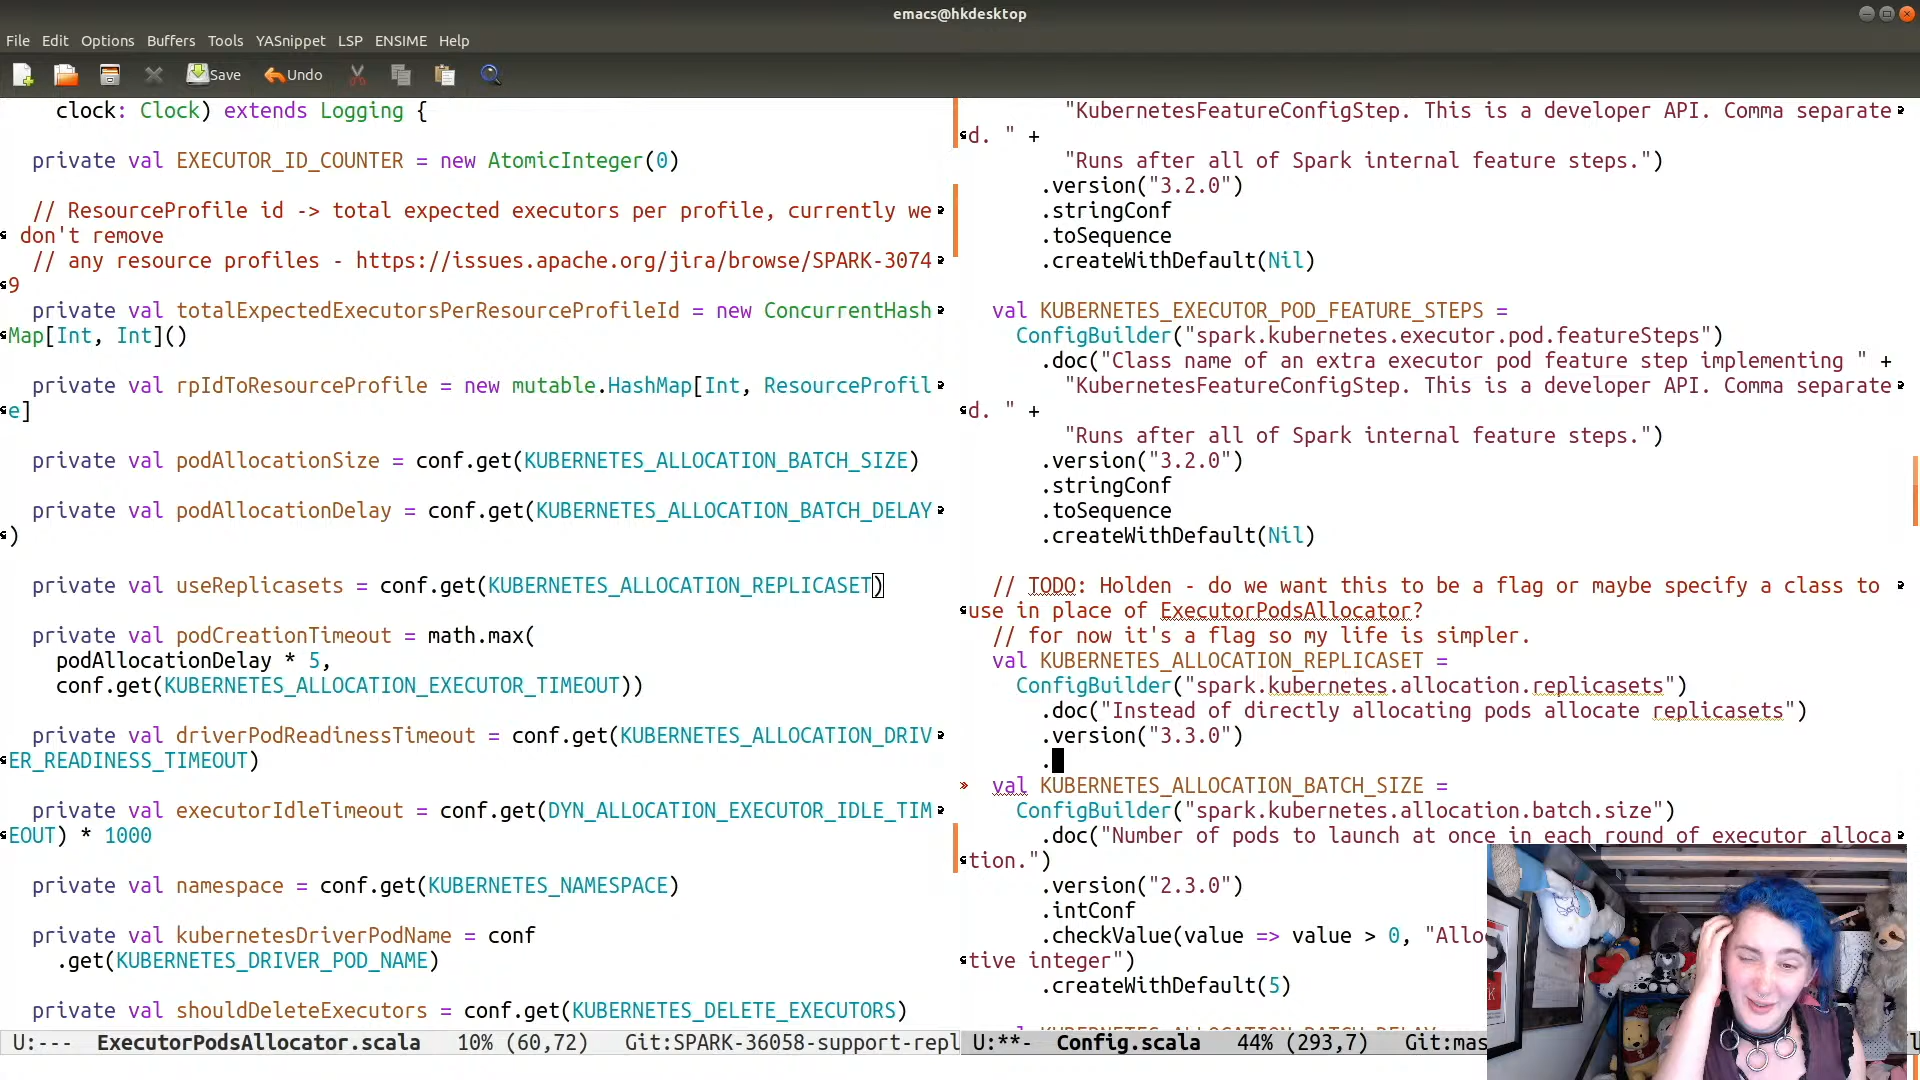 emacs@hkdesktop
File Edit Options Buffers Tools YASnippet LSP ENSIME Help
Save Undo
clock: Clock) extends Logging {
private val EXECUTOR_ID_COUNTER = new AtomicInteger(0)
// ResourceProfile id -> total expected executors per profile, currently we
don't remove
// any resource profiles - https://issues.apache.org/jira/browse/SPARK-3074
9
private val totalExpectedExecutorsPerResourceProfileId = new ConcurrentHash
Map[Int, Int]()
private val rpIdToResourceProfile = new mutable.HashMap[Int, ResourceProfil
e]
private val podAllocationSize = conf.get(KUBERNETES_ALLOCATION_BATCH_SIZE)
private val podAllocationDelay = conf.get(KUBERNETES_ALLOCATION_BATCH_DELAY
)
private val useReplicasets = conf.get(KUBERNETES_ALLOCATION_REPLICASET)
private val podCreationTimeout = math.max(
podAllocationDelay * 5,
conf.get(KUBERNETES_ALLOCATION_EXECUTOR_TIMEOUT))
private val driverPodReadinessTimeout = conf.get(KUBERNETES_ALLOCATION_DRIV
ER_READINESS_TIMEOUT)
private val executorIdleTimeout = conf.get(DYN_ALLOCATION_EXECUTOR_IDLE_TIM
EOUT) * 1000
private val namespace = conf.get(KUBERNETES_NAMESPACE)
private val kubernetesDriverPodName = conf
.get(KUBERNETES_DRIVER_POD_NAME)
private val shouldDeleteExecutors = conf.get(KUBERNETES_DELETE_EXECUTORS)
U:--- ExecutorPodsAllocator.scala 10% (60,72) Git:SPARK-36058-support-repl
"KubernetesFeatureConfigStep. This is a developer API. Comma separate
d. " +
"Runs after all of Spark internal feature steps.")
.version("3.2.0")
.stringConf
.toSequence
.createWithDefault(Nil)
val KUBERNETES_EXECUTOR_POD_FEATURE_STEPS =
ConfigBuilder("spark.kubernetes.executor.pod.featureSteps")
.doc("Class name of an extra executor pod feature step implementing " +
"KubernetesFeatureConfigStep. This is a developer API. Comma separate
d. " +
"Runs after all of Spark internal feature steps.")
.version("3.2.0")
.stringConf
.toSequence
.createWithDefault(Nil)
// TODO: Holden - do we want this to be a flag or maybe specify a class to
use in place of ExecutorPodsAllocator?
// for now it's a flag so my life is simpler.
val KUBERNETES_ALLOCATION_REPLICASET =
ConfigBuilder("spark.kubernetes.allocation.replicasets")
.doc("Instead of directly allocating pods allocate replicasets")
.version("3.3.0")
.
val KUBERNETES_ALLOCATION_BATCH_SIZE =
ConfigBuilder("spark.kubernetes.allocation.batch.size")
.doc("Number of pods to launch at once in each round of executor alloca
tion.")
.version("2.3.0")
.intConf
.checkValue(value => value > 0, "Allo
tive integer")
.createWithDefault(5)
U:**- Config.scala 44% (293,7) Git:mas